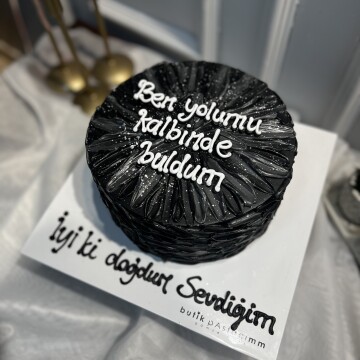 Ben yolumu
kalbinde
buldum
İyi ki doğdun Sevdiğim
butik